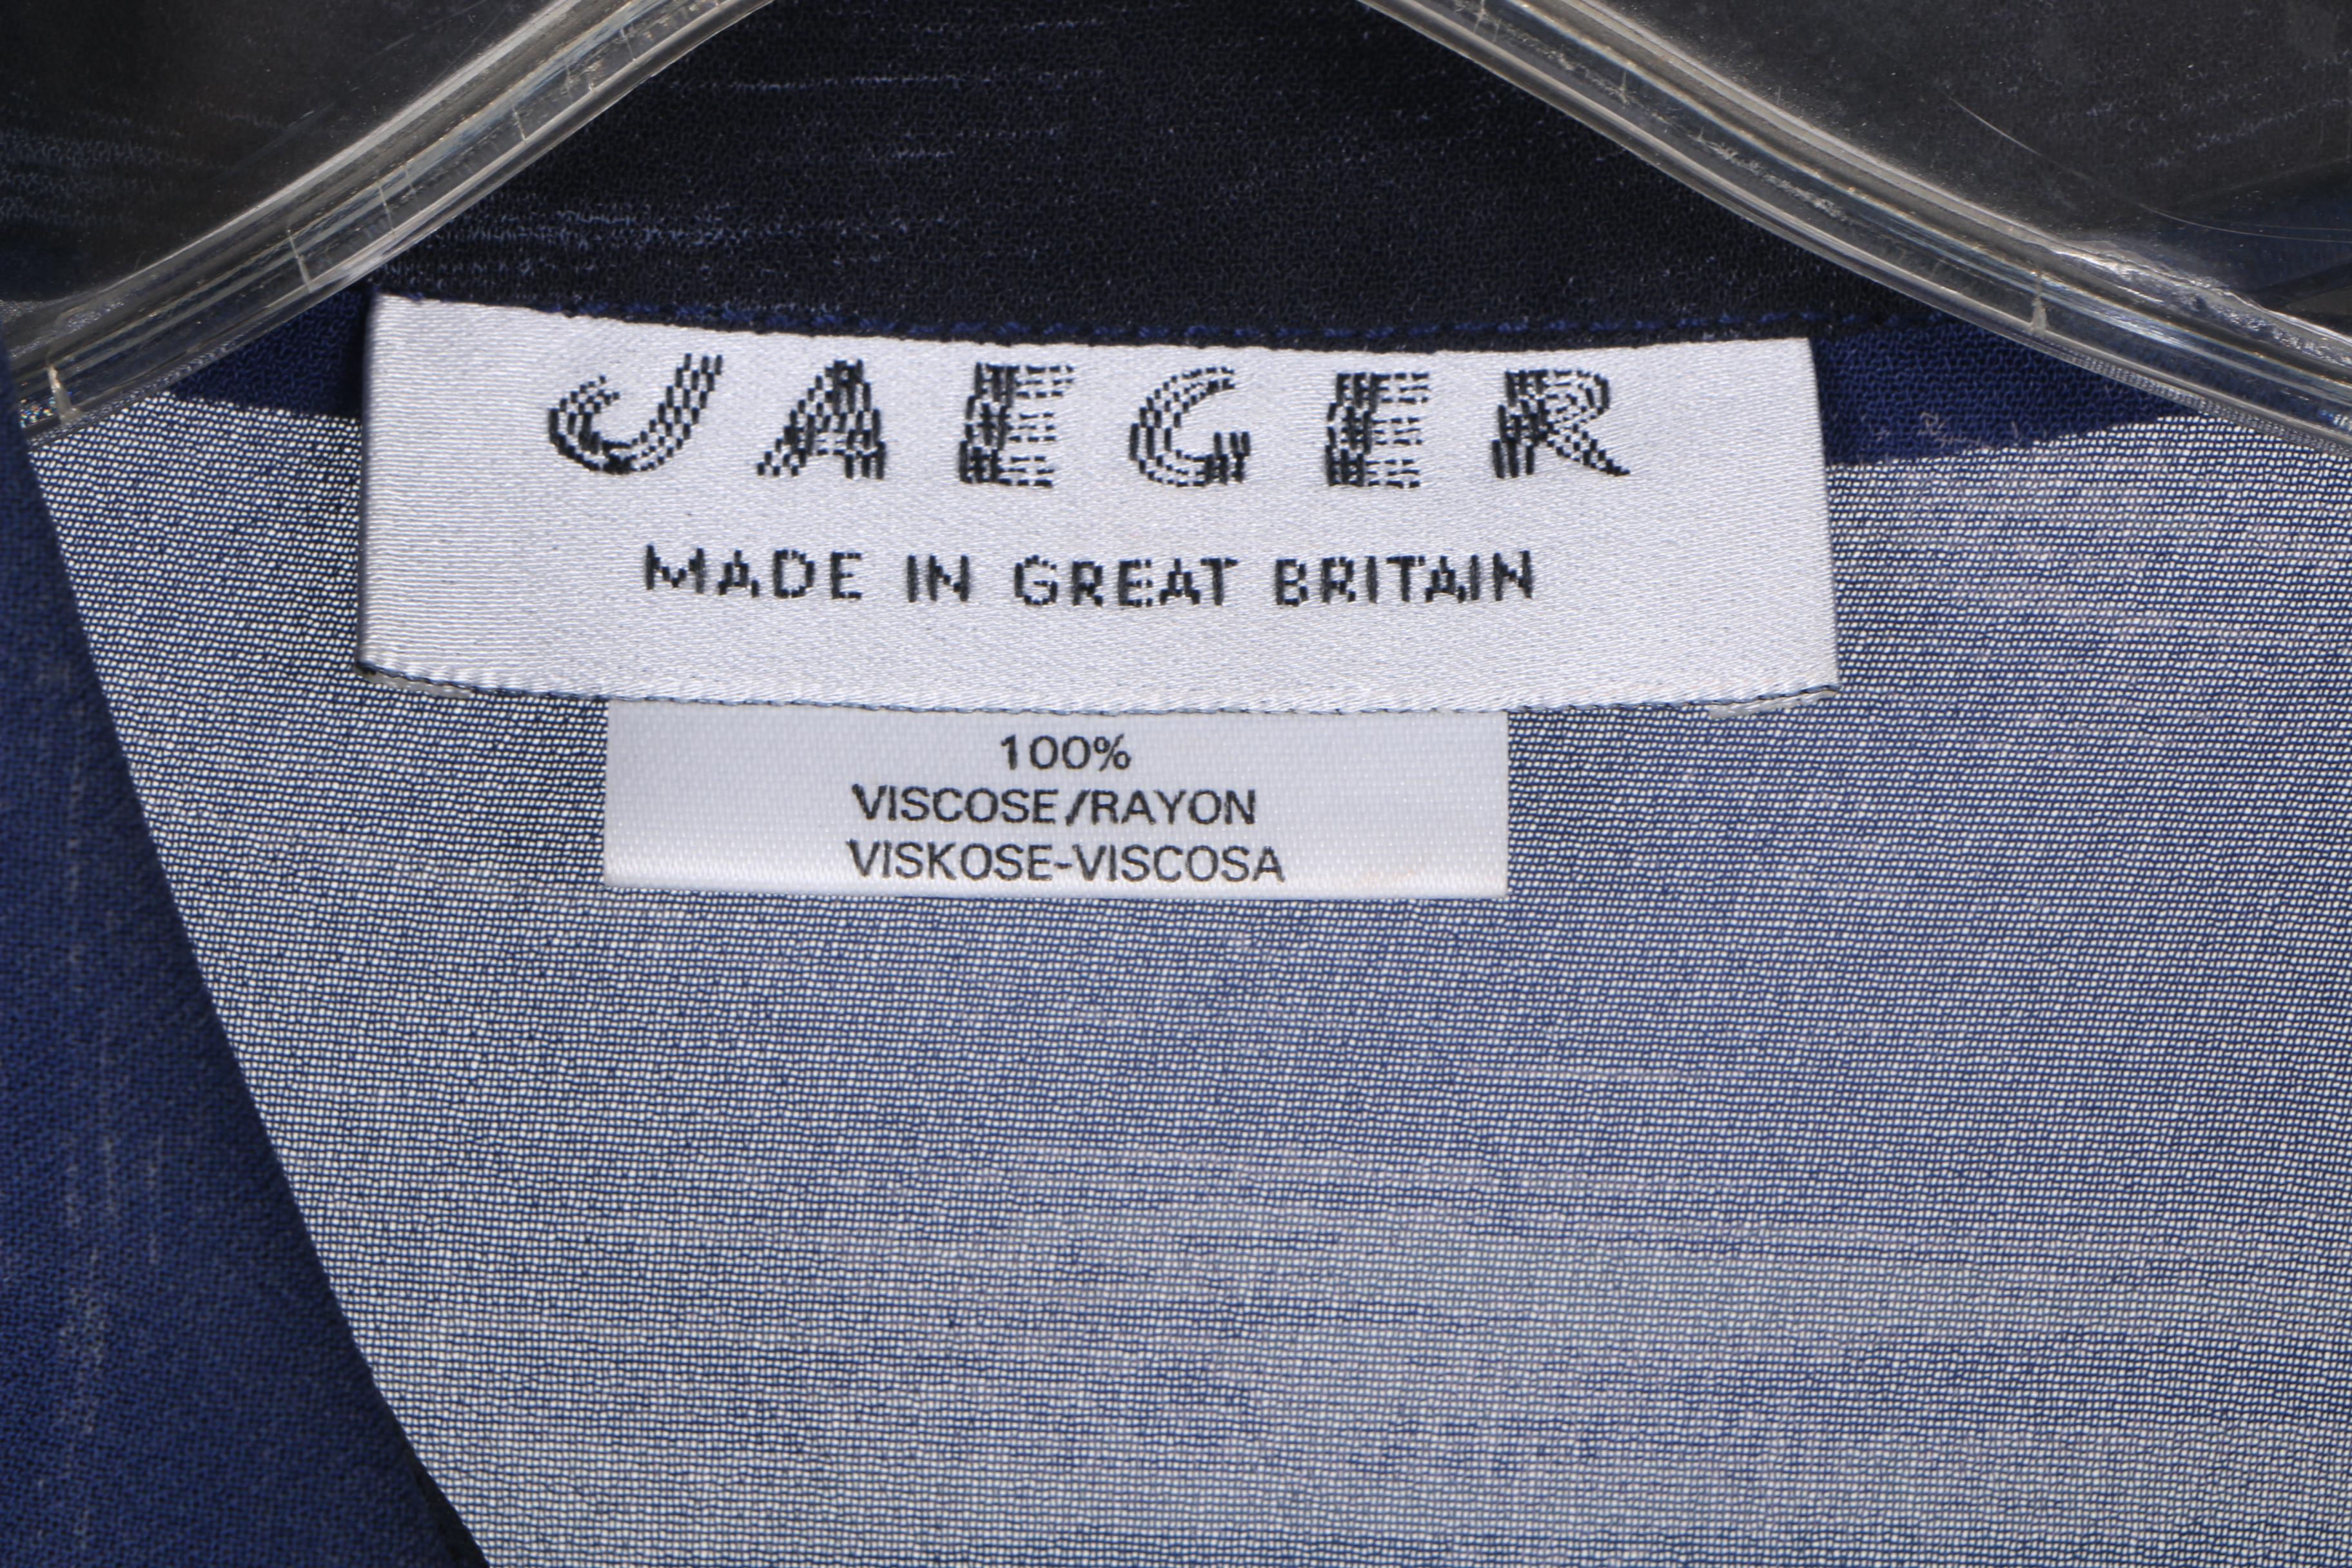 JAEGER
MADE IN GREAT BRITAIN
100%
VISCOSE/RAYON
VISKOSE-VISCOSA